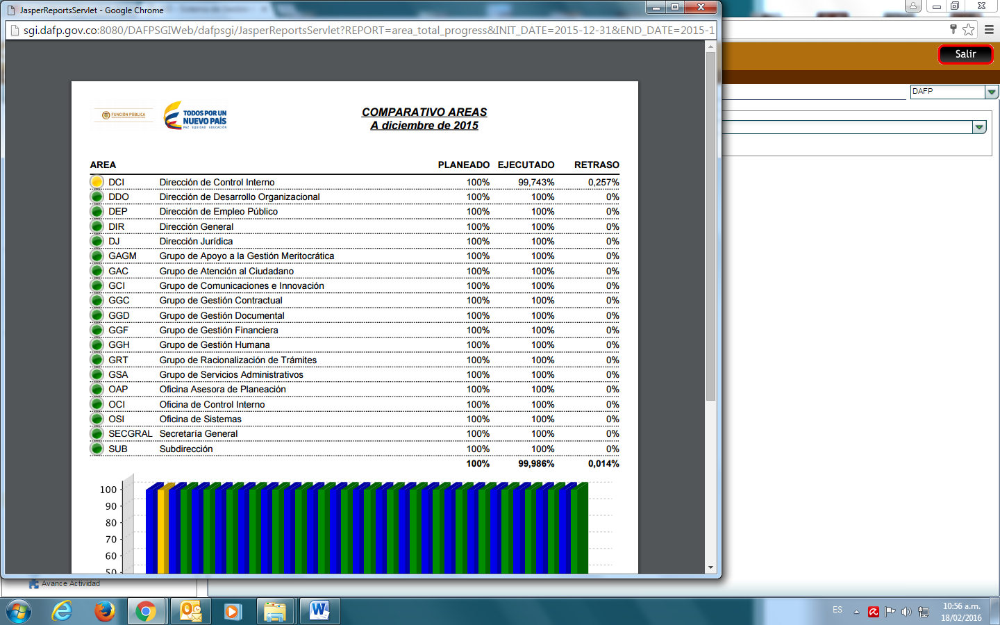 JasperReportsServlet - Google Chrome
sgi.dafp.gov.co:8080/DAFPSGIWeb/dafpsgi/JasperReportsServlet?REPORT=area_total_progress&INIT_DATE=2015-12-31&END_DATE=2015-1
Salir
DAFP
FUNCIÓN PÚBLICA
TODOS POR UN
NUEVO PAÍS
PAZ EQUIDAD EDUCACIÓN
COMPARATIVO AREAS
A diciembre de 2015
AREA PLANEADO EJECUTADO RETRASO
DCI Dirección de Control Interno 100% 99,743% 0,257%
DDO Dirección de Desarrollo Organizacional 100% 100% 0%
DEP Dirección de Empleo Público 100% 100% 0%
DIR Dirección General 100% 100% 0%
DJ Dirección Jurídica 100% 100% 0%
GAGM Grupo de Apoyo a la Gestión Meritocrática 100% 100% 0%
GAC Grupo de Atención al Ciudadano 100% 100% 0%
GCI Grupo de Comunicaciones e Innovación 100% 100% 0%
GGC Grupo de Gestión Contractual 100% 100% 0%
GGD Grupo de Gestión Documental 100% 100% 0%
GGF Grupo de Gestión Financiera 100% 100% 0%
GGH Grupo de Gestión Humana 100% 100% 0%
GRT Grupo de Racionalización de Trámites 100% 100% 0%
GSA Grupo de Servicios Administrativos 100% 100% 0%
OAP Oficina Asesora de Planeación 100% 100% 0%
OCI Oficina de Control Interno 100% 100% 0%
OSI Oficina de Sistemas 100% 100% 0%
SECGRAL Secretaría General 100% 100% 0%
SUB Subdirección 100% 100% 0%
100% 99,986% 0,014%
100
90
80
70
60
50
Avance Actividad
ES
10:56 a.m.
18/02/2016